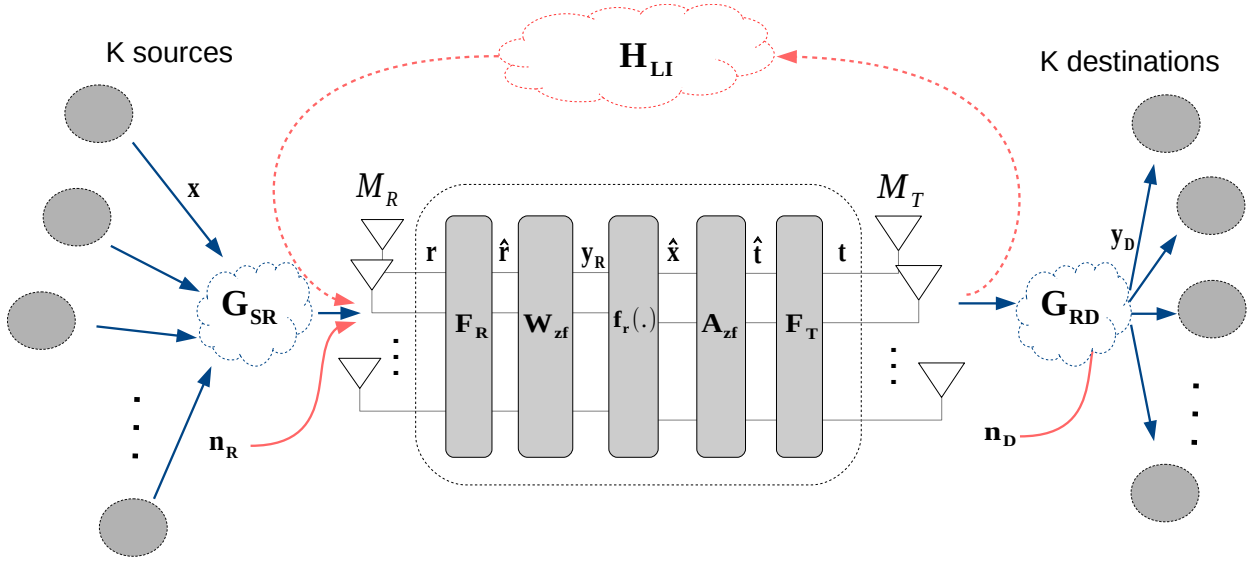 K sources
H_LI
K destinations
x
M_R
M_T
r
r̂
y_R
x̂
t̂
t
y_D
G_SR
F_R
W_zf
f_r(.)
A_zf
F_T
G_RD
n_R
n_D